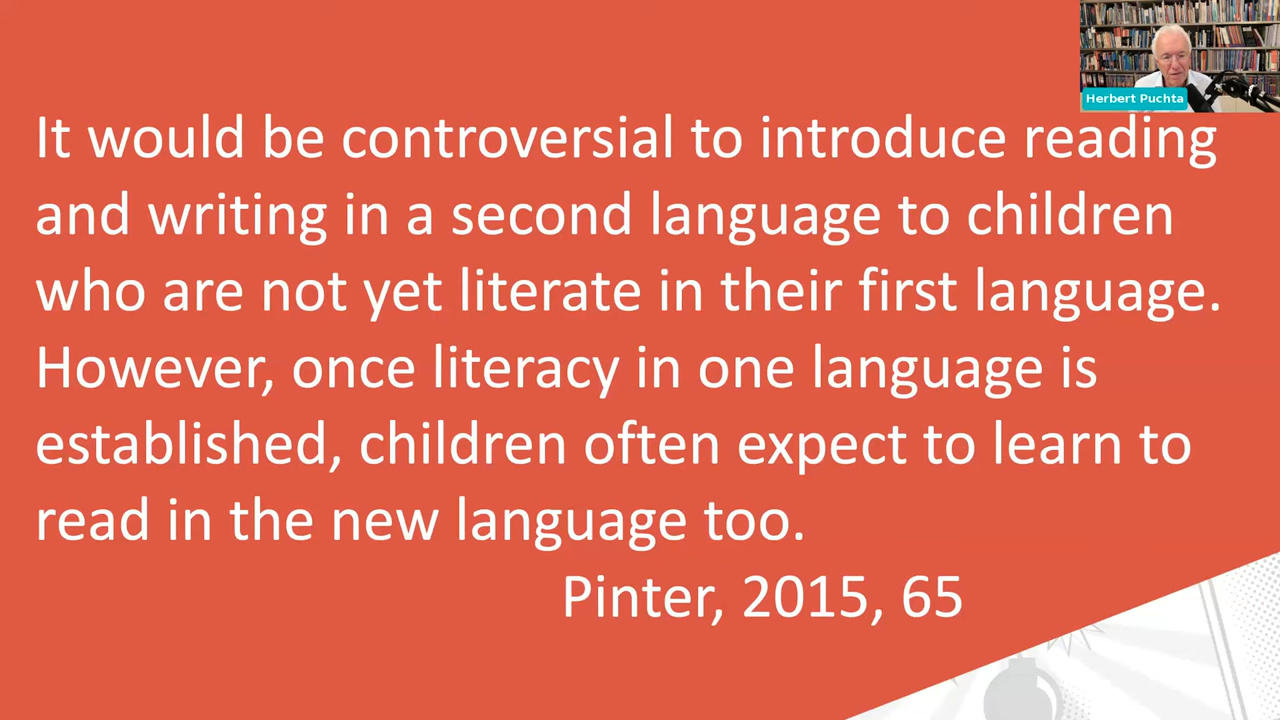 Herbert Puchta
It would be controversial to introduce reading
and writing in a second language to children
who are not yet literate in their first language.
However, once literacy in one language is
established, children often expect to learn to
read in the new language too.
Pinter, 2015, 65